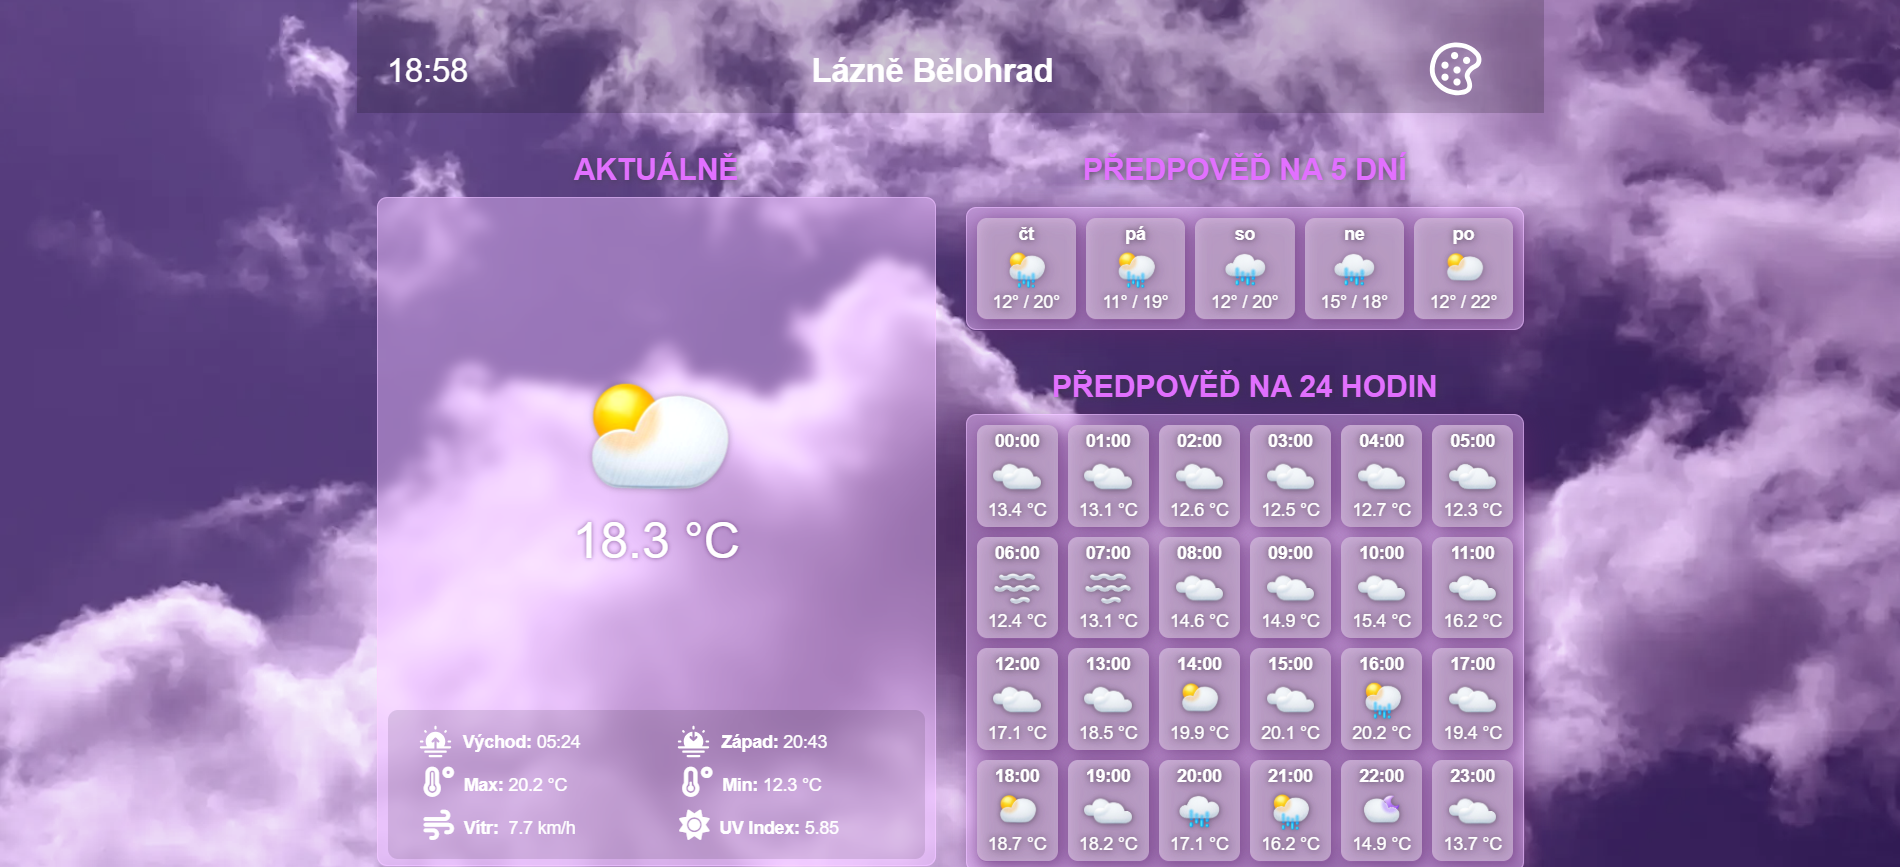 18:58
Lázně Bělohrad
AKTUÁLNĚ
18.3 °C
Východ: 05:24
Západ: 20:43
Max: 20.2 °C
Min: 12.3 °C
Vítr: 7.7 km/h
UV Index: 5.85
PŘEDPOVĚĎ NA 5 DNÍ
čt pá so ne po
12° / 20° 11° / 19° 12° / 20° 15° / 18° 12° / 22°
PŘEDPOVĚĎ NA 24 HODIN
00:00 01:00 02:00 03:00 04:00 05:00
13.4 °C 13.1 °C 12.6 °C 12.5 °C 12.7 °C 12.3 °C
06:00 07:00 08:00 09:00 10:00 11:00
12.4 °C 13.1 °C 14.6 °C 14.9 °C 15.4 °C 16.2 °C
12:00 13:00 14:00 15:00 16:00 17:00
17.1 °C 18.5 °C 19.9 °C 20.1 °C 20.2 °C 19.4 °C
18:00 19:00 20:00 21:00 22:00 23:00
18.7 °C 18.2 °C 17.1 °C 16.2 °C 14.9 °C 13.7 °C